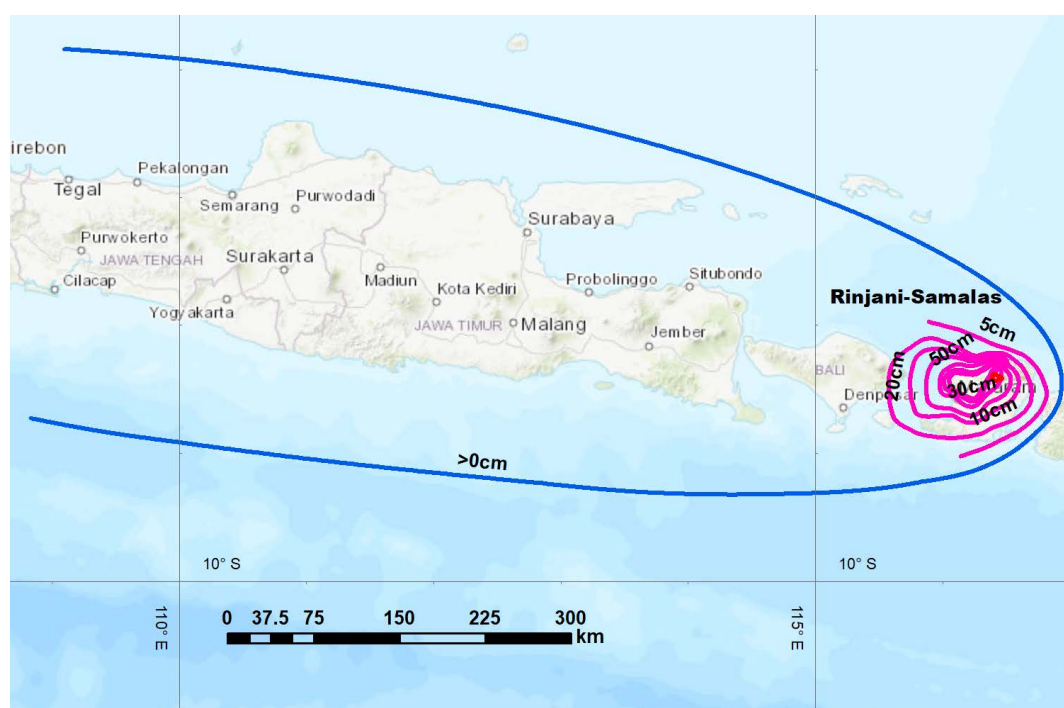 irebon
Tegal
Pekalongan
Semarang
Purwodadi
Surabaya
Purwokerto
JAWA TENGAH
Surakarta
Cilacap
Yogyakarta
Madiun
Kota Kediri
Probolinggo
Situbondo
JAWA TIMUR
Malang
Jember
Rinjani-Samalas
5cm
50cm
20cm
30cm
10cm
BALI
Denpasar
>0cm
10° S
10° S
110° E
115° E
0 37.5 75 150 225 300
km